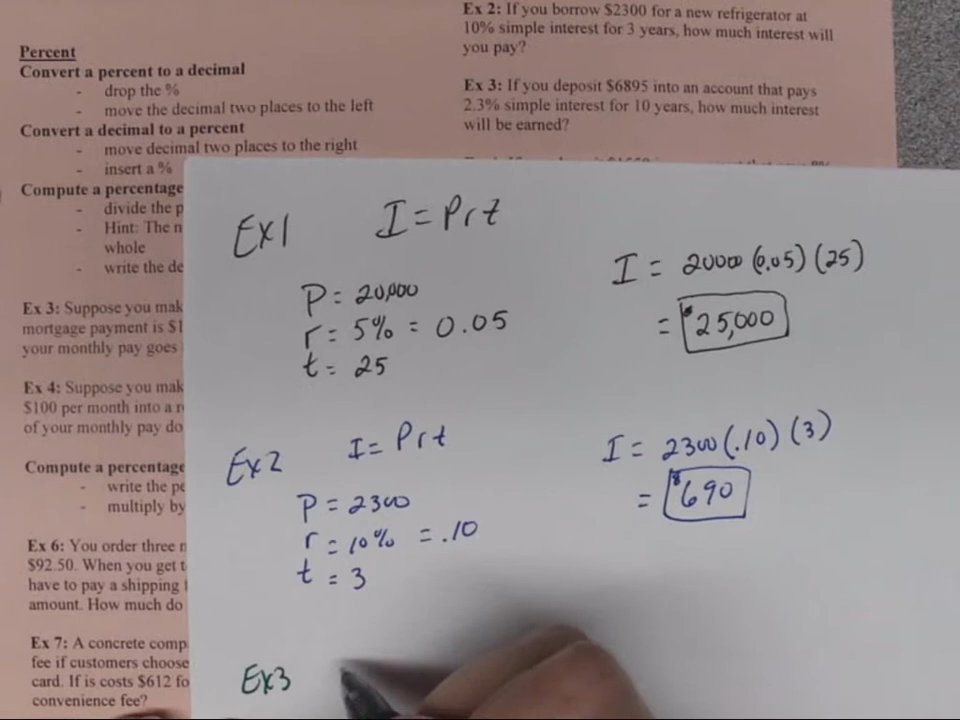 Percent
Convert a percent to a decimal
- drop the %
- move the decimal two places to the left
Convert a decimal to a percent
- move decimal two places to the right
- insert a %
Compute a percentage
- divide the p
- Hint: The n
whole
- write the de
Ex 3: Suppose you mak
mortgage payment is $1
your monthly pay goes
Ex 4: Suppose you mak
$100 per month into a r
of your monthly pay do
Compute a percentage
- write the pe
- multiply by
Ex 6: You order three
$92.50. When you get t
have to pay a shipping
amount. How much do
Ex 7: A concrete comp
fee if customers choose
card. If is costs $612 fo
convenience fee?
Ex 2: If you borrow $2300 for a new refrigerator at
10% simple interest for 3 years, how much interest will
you pay?
Ex 3: If you deposit $6895 into an account that pays
2.3% simple interest for 10 years, how much interest
will be earned?
Ex1 I = Prt
P = 20,000
r = 5% = 0.05
t = 25
I = 20000 (0.05) (25)
= $25,000
Ex2 I = Prt
P = 2300
r = 10% = .10
t = 3
I = 2300 (.10) (3)
= $690
Ex3